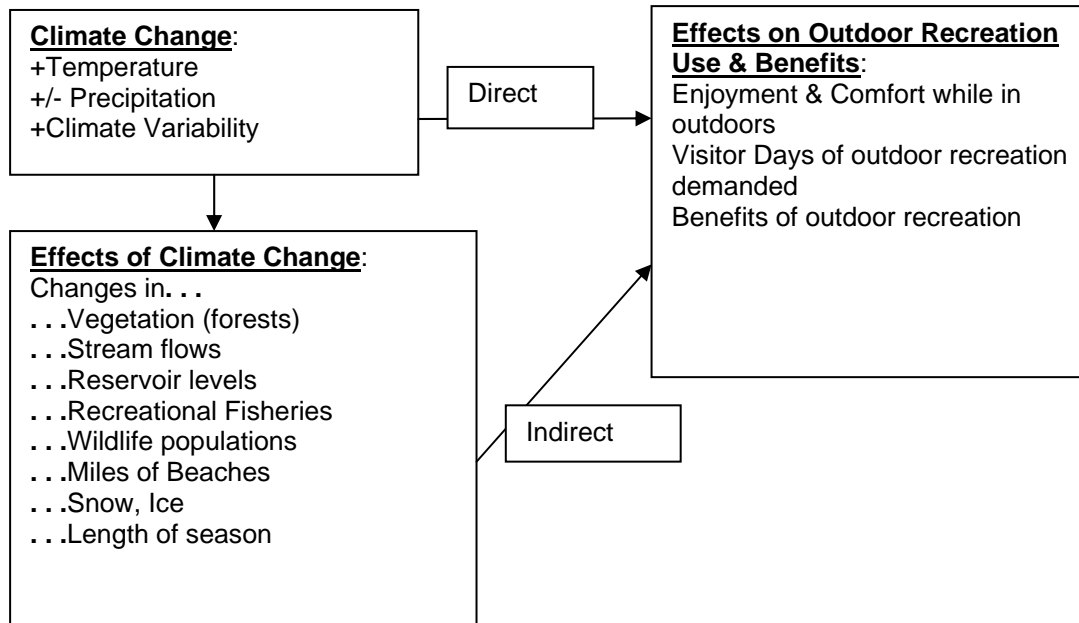 Climate Change:
+Temperature
+/- Precipitation
+Climate Variability
Direct
Effects on Outdoor Recreation
Use & Benefits:
Enjoyment & Comfort while in
outdoors
Visitor Days of outdoor recreation
demanded
Benefits of outdoor recreation
Effects of Climate Change:
Changes in. . .
. . .Vegetation (forests)
. . .Stream flows
. . .Reservoir levels
. . .Recreational Fisheries
. . .Wildlife populations
. . .Miles of Beaches
. . .Snow, Ice
. . .Length of season
Indirect